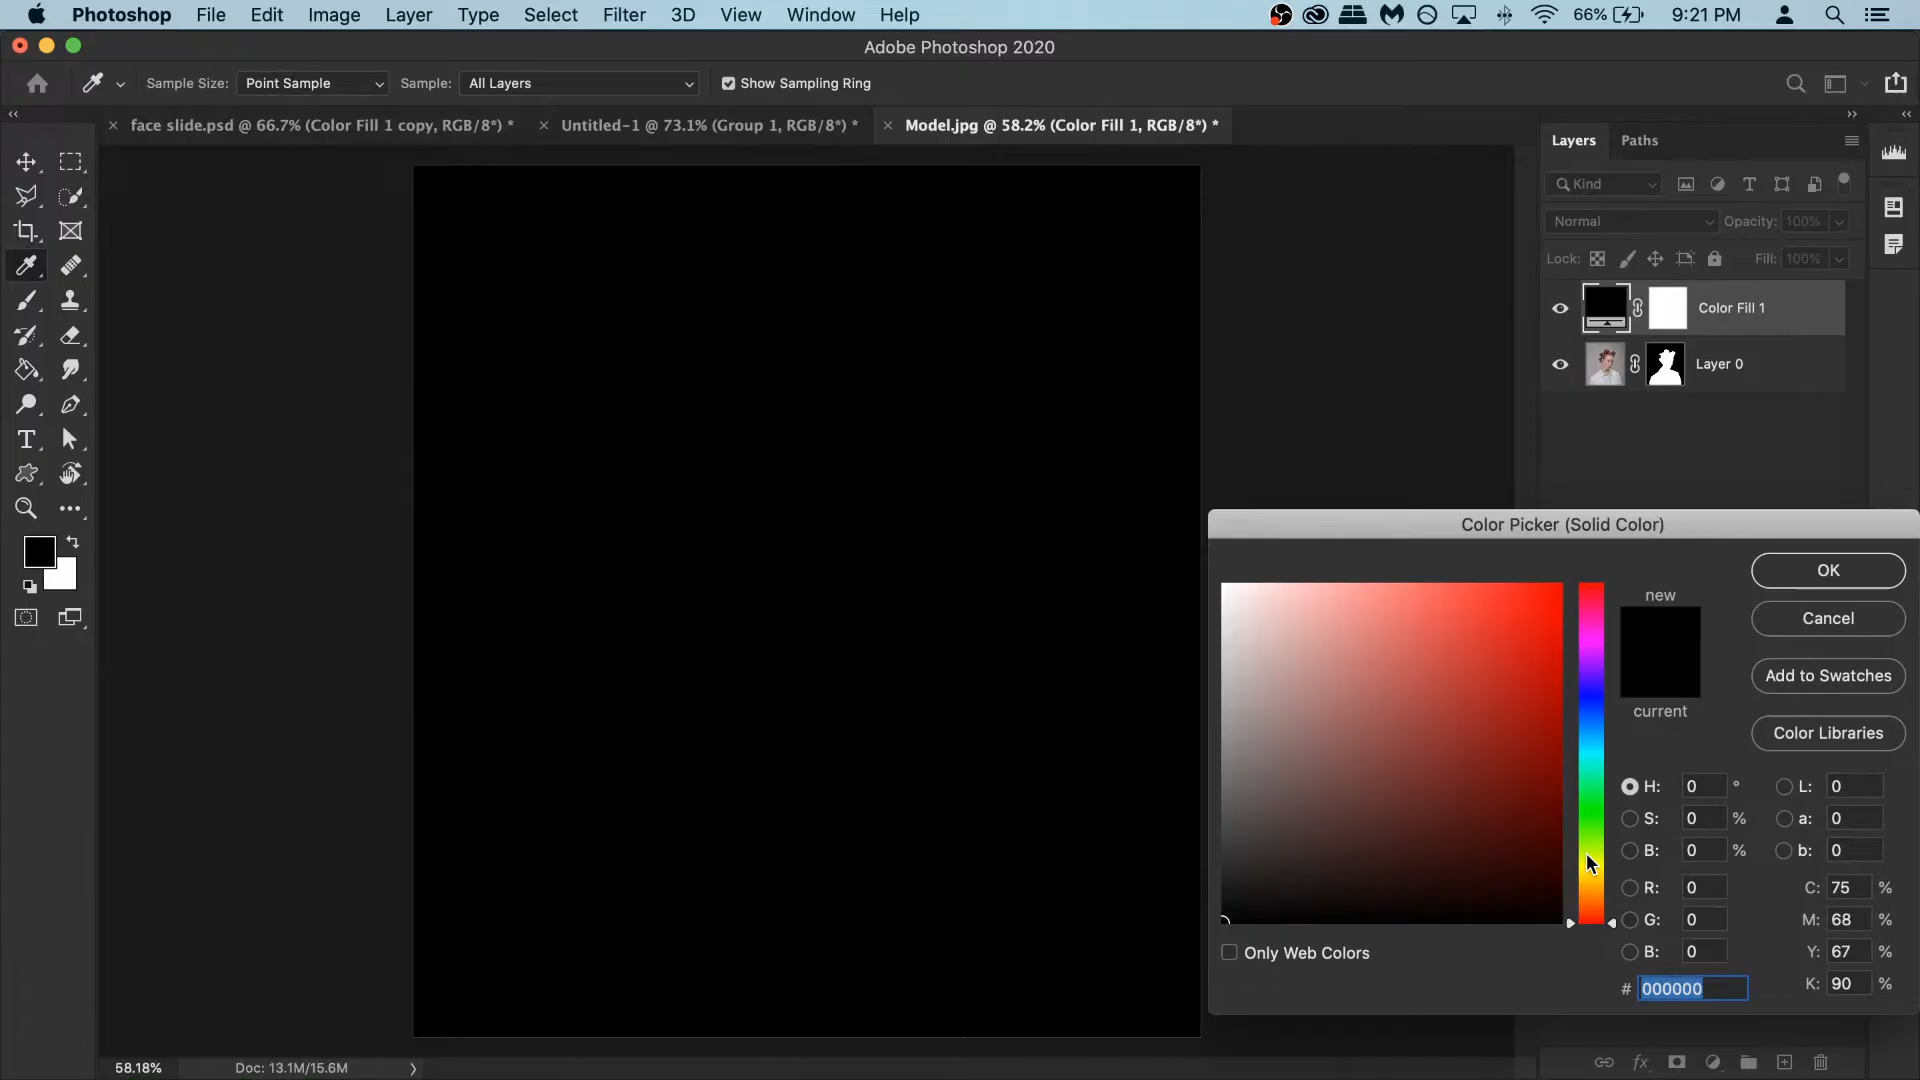 Photoshop File Edit Image Layer Type Select Filter 3D View Window Help 66% 9:21 PM
Adobe Photoshop 2020
Sample Size: Point Sample Sample: All Layers Show Sampling Ring
face slide.psd @ 66.7% (Color Fill 1 copy, RGB/8*) * Untitled-1 @ 73.1% (Group 1, RGB/8*) * Model.jpg @ 58.2% (Color Fill 1, RGB/8*) *
Layers Paths
Kind
Normal Opacity: 100%
Lock: Fill: 100%
Color Fill 1
Layer 0
Color Picker (Solid Color)
OK
new
Cancel
Add to Swatches
current
Color Libraries
H: 0 ° L: 0
S: 0 % a: 0
B: 0 % b: 0
R: 0 C: 75 %
G: 0 M: 68 %
Only Web Colors B: 0 Y: 67 %
# 000000 K: 90 %
58.18% Doc: 13.1M/15.6M